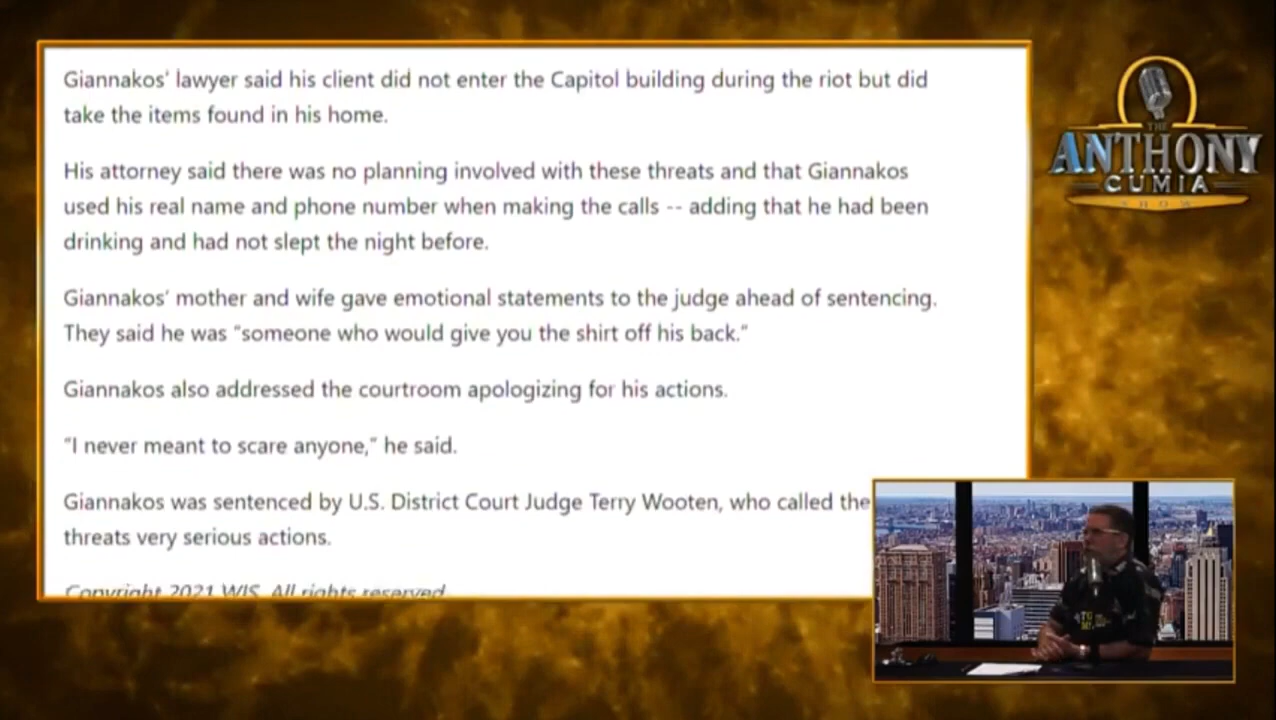 Giannakos' lawyer said his client did not enter the Capitol building during the riot but did
take the items found in his home.
His attorney said there was no planning involved with these threats and that Giannakos
used his real name and phone number when making the calls -- adding that he had been
drinking and had not slept the night before.
Giannakos' mother and wife gave emotional statements to the judge ahead of sentencing.
They said he was "someone who would give you the shirt off his back."
Giannakos also addressed the courtroom apologizing for his actions.
"I never meant to scare anyone," he said.
Giannakos was sentenced by U.S. District Court Judge Terry Wooten, who called the
threats very serious actions.
Copyright 2021 WIS. All rights reserved.
THE
ANTHONY
CUMIA
SHOW